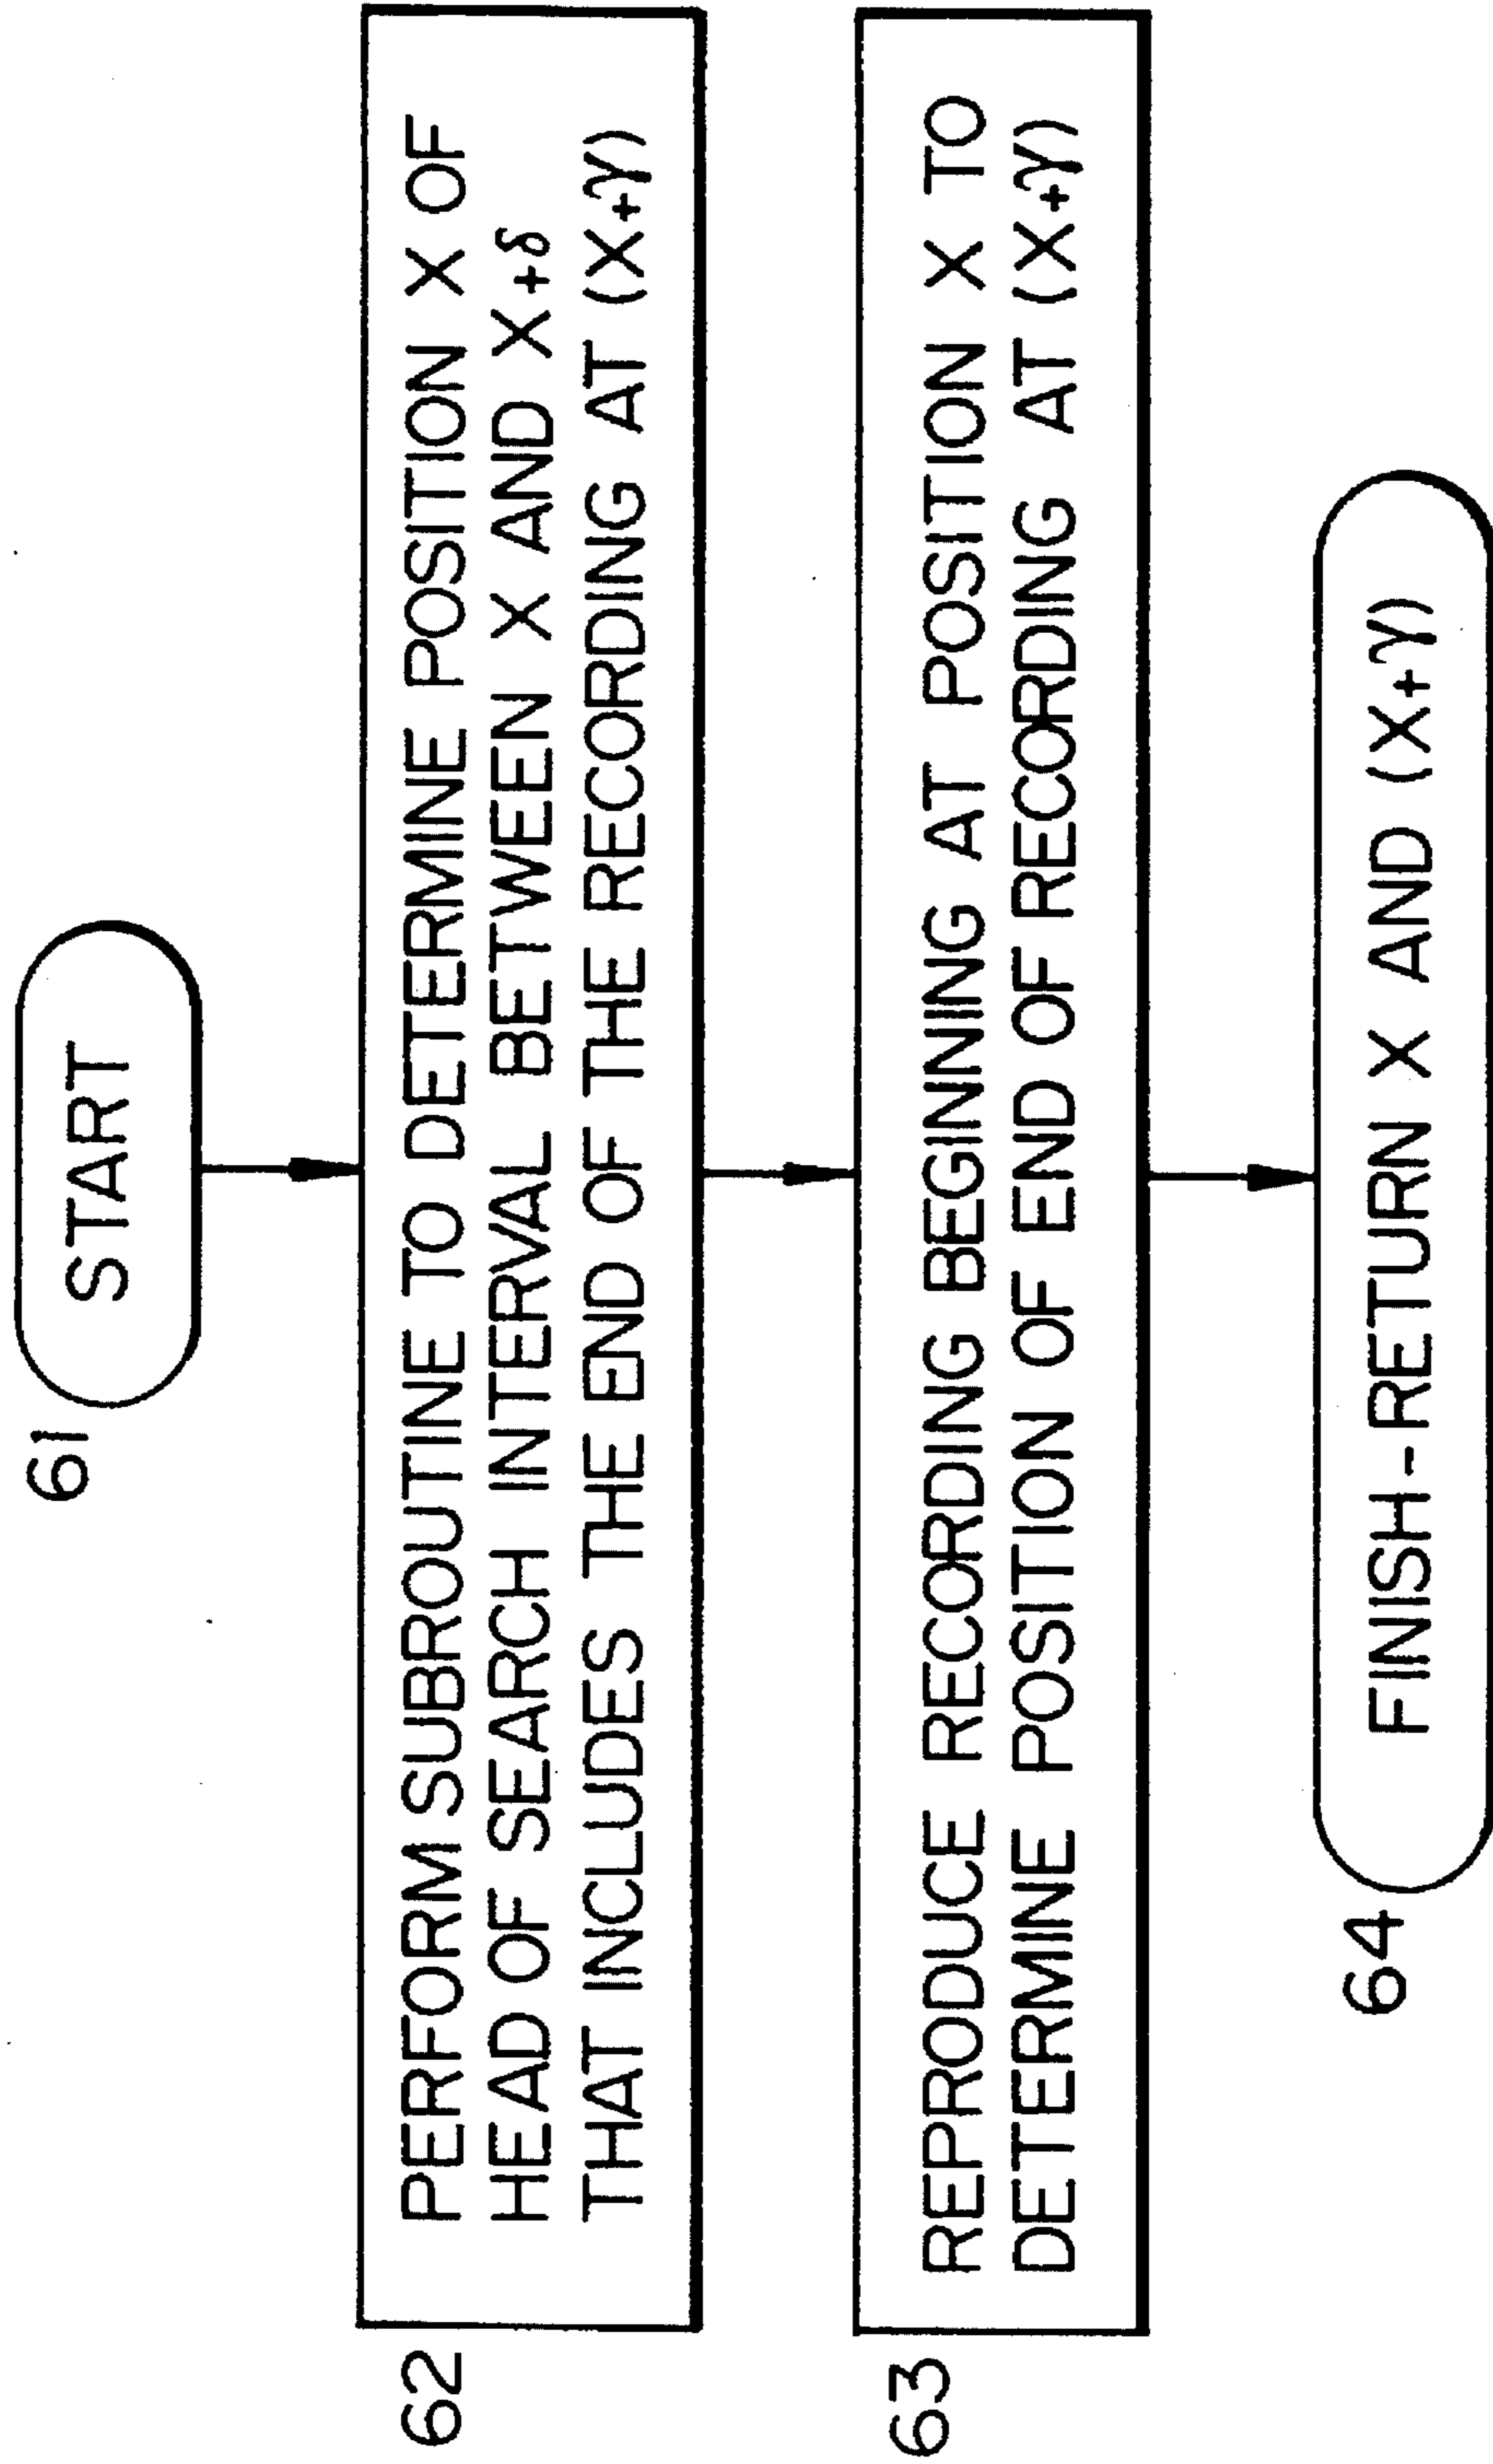 61
START
62
PERFORM SUBROUTINE TO DETERMINE POSITION X OF
HEAD OF SEARCH INTERVAL BETWEEN X AND X+δ
THAT INCLUDES THE END OF THE RECORDING AT (X+γ)
63
REPRODUCE RECORDING BEGINNING AT POSITION X TO
DETERMINE POSITION OF END OF RECORDING AT (X+γ)
64
FINISH-RETURN X AND (X+γ)